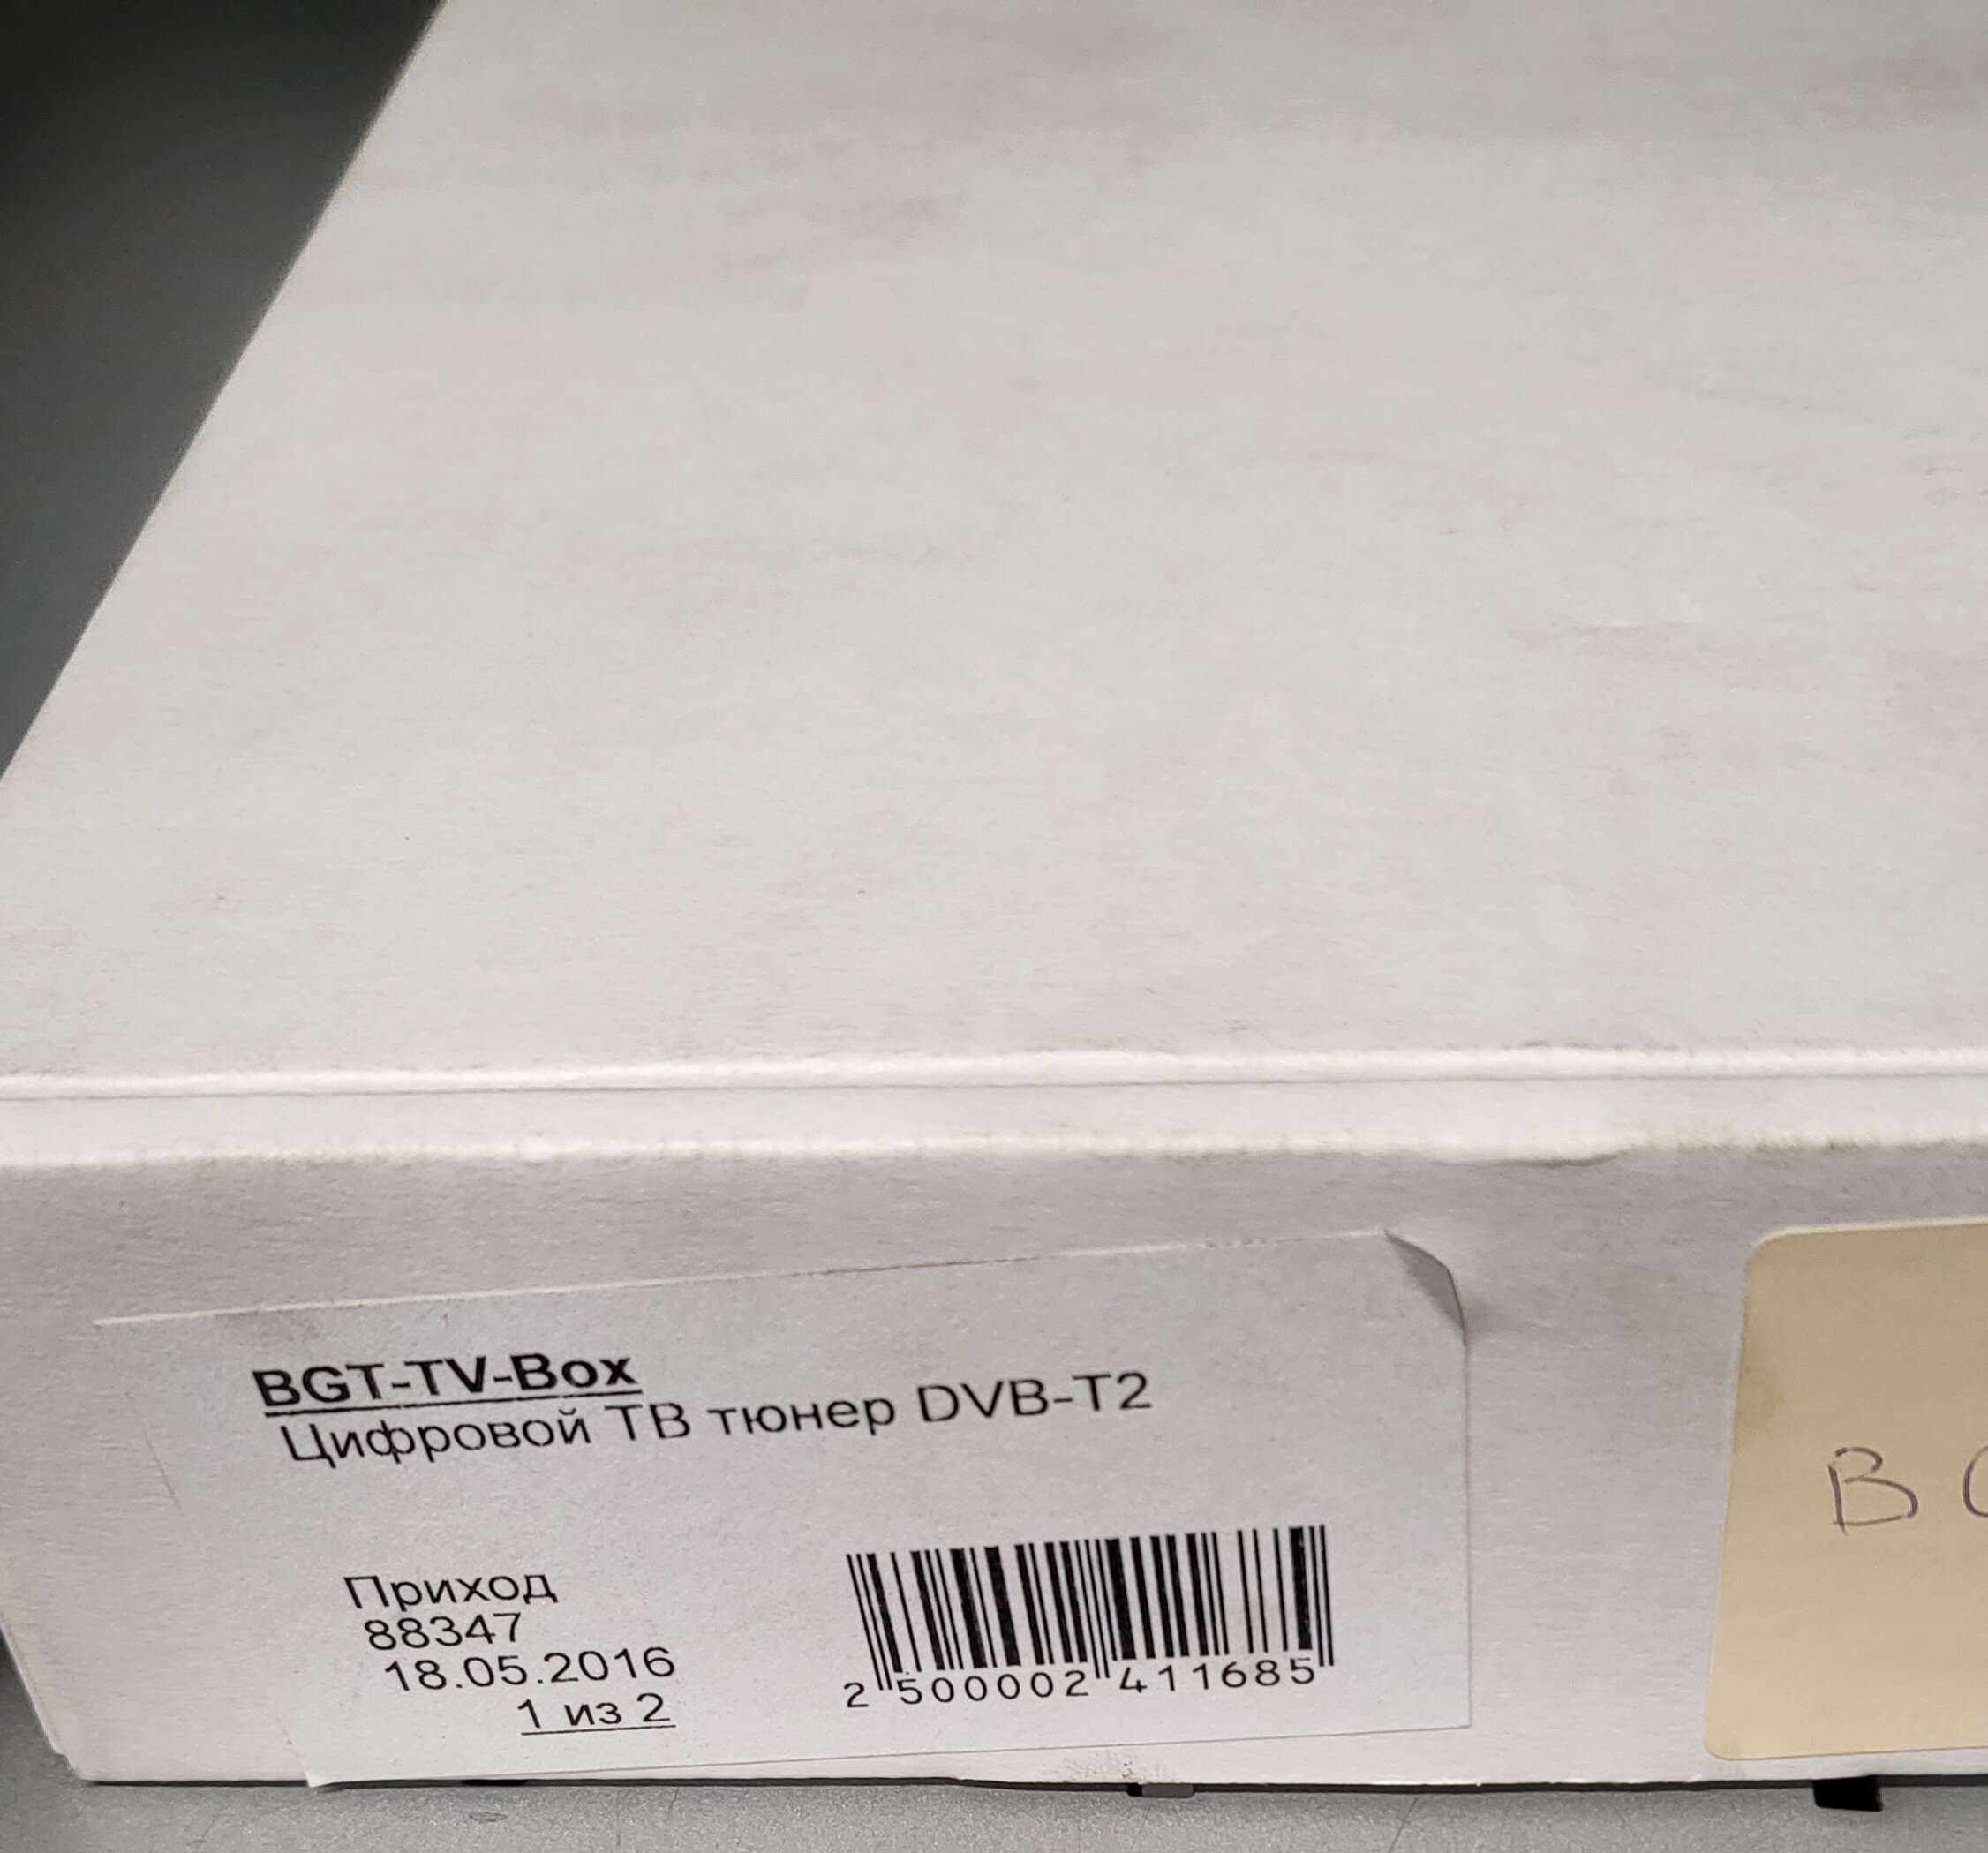 BGT-TV-Box
Цифровой ТВ тюнер DVB-T2
Приход
88347
18.05.2016
1 из 2
2 500002 411685
B